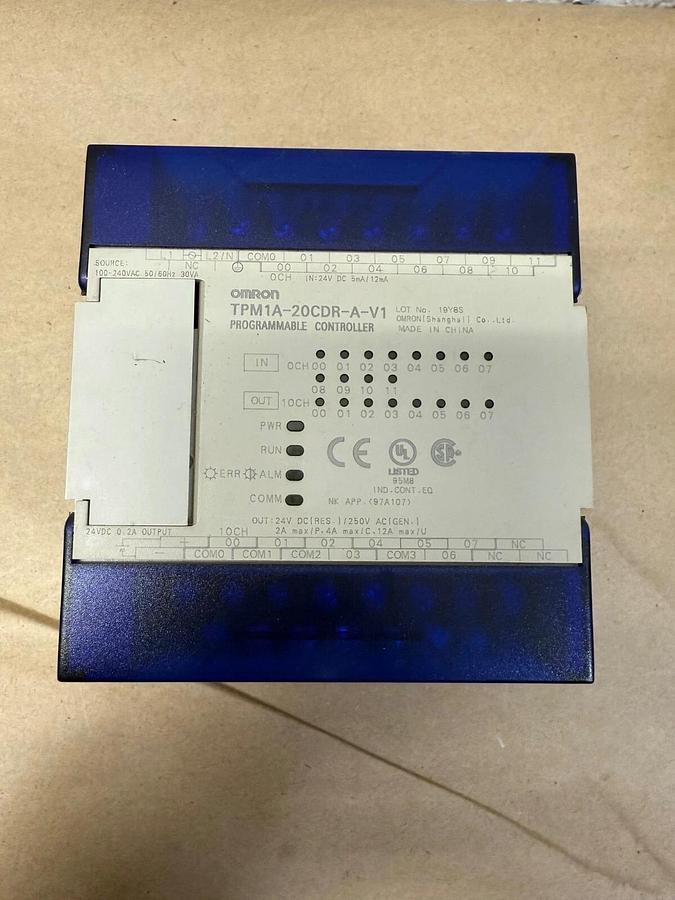 L1 L2/N COM0 01 03 05 07 09 11
NC 00 02 04 06 08 10
SOURCE:
100-240VAC 50/60Hz 30VA
0CH IN:24V DC 5mA/12mA
OMRON
TPM1A-20CDR-A-V1
PROGRAMMABLE CONTROLLER
LOT No. 19Y8S
OMRON(Shanghai) Co.,Ltd.
MADE IN CHINA
IN 0CH 00 01 02 03 04 05 06 07
08 09 10 11
OUT 10CH 00 01 02 03 04 05 06 07
PWR
RUN
ERR ALM
COMM
CE UL SA
LISTED
95M8
IND.CONT.EQ
NK APP.(97A107)
OUT:24V DC(RES.)/250V AC(GEN.)
2A max/P.4A max/C.12A max/U
24VDC 0.2A OUTPUT
10CH
+ 00 01 02 04 05 07 NC
− COM0 COM1 COM2 03 COM3 06 NC NC